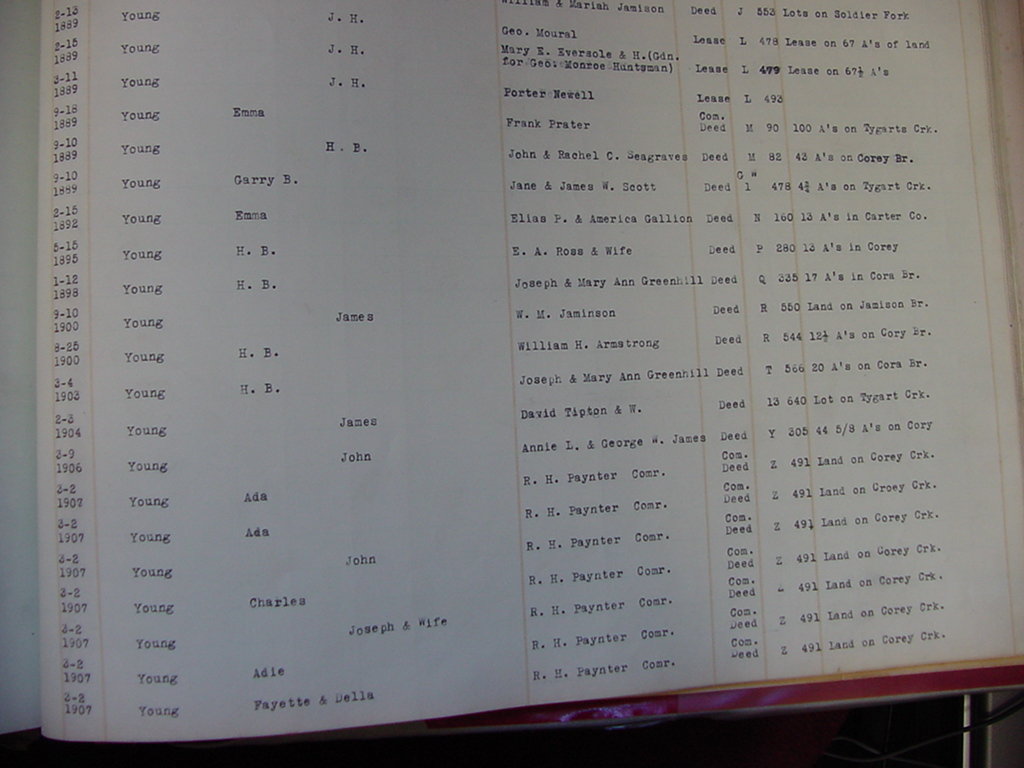 William & Mariah Jamison Deed J 553 Lots on Soldier Fork
2-13 1889 Young J. H. Geo. Moural Lease L 478 Lease on 67 A's of land
2-15 1889 Young J. H. Mary E. Eversole & H.(Gdn. for Geo. Monroe Huntsman) Lease L 479 Lease on 67½ A's
3-11 1889 Young J. H. Porter Newell Lease L 493
9-18 1889 Young Emma Frank Prater Com. Deed M 90 100 A's on Tygarts Crk.
9-10 1889 Young H. B. John & Rachel C. Seagraves Deed M 82 43 A's on Corey Br.
9-10 1889 Young Garry B. Jane & James W. Scott Deed G W 1 478 4¾ A's on Tygart Crk.
2-15 1892 Young Emma Elias P. & America Gallion Deed N 160 13 A's in Carter Co.
5-15 1895 Young H. B. E. A. Ross & Wife Deed P 280 13 A's in Corey
1-12 1898 Young H. B. Joseph & Mary Ann Greenhill Deed Q 335 17 A's in Cora Br.
9-10 1900 Young James W. M. Jaminson Deed R 550 Land on Jamison Br.
8-25 1900 Young H. B. William H. Armstrong Deed R 544 12½ A's on Cory Br.
3-4 1903 Young H. B. Joseph & Mary Ann Greenhill Deed T 566 20 A's on Cora Br.
2-3 1904 Young James David Tipton & W. Deed 13 640 Lot on Tygart Crk.
3-9 1906 Young John Annie L. & George W. James Deed Y 305 44 5/8 A's on Cory
3-2 1907 Young Ada R. H. Paynter Comr. Com. Deed Z 491 Land on Corey Crk.
3-2 1907 Young Ada R. H. Paynter Comr. Com. Deed Z 491 Land on Croey Crk.
3-2 1907 Young John R. H. Paynter Comr. Com. Deed Z 491 Land on Corey Crk.
3-2 1907 Young Charles R. H. Paynter Comr. Com. Deed Z 491 Land on Corey Crk.
3-2 1907 Young Joseph & Wife R. H. Paynter Comr. Com. Deed Z 491 Land on Corey Crk.
3-2 1907 Young Adie R. H. Paynter Comr. Com. Deed Z 491 Land on Corey Crk.
3-2 1907 Young Fayette & Della R. H. Paynter Comr. Com. Deed Z 491 Land on Corey Crk.